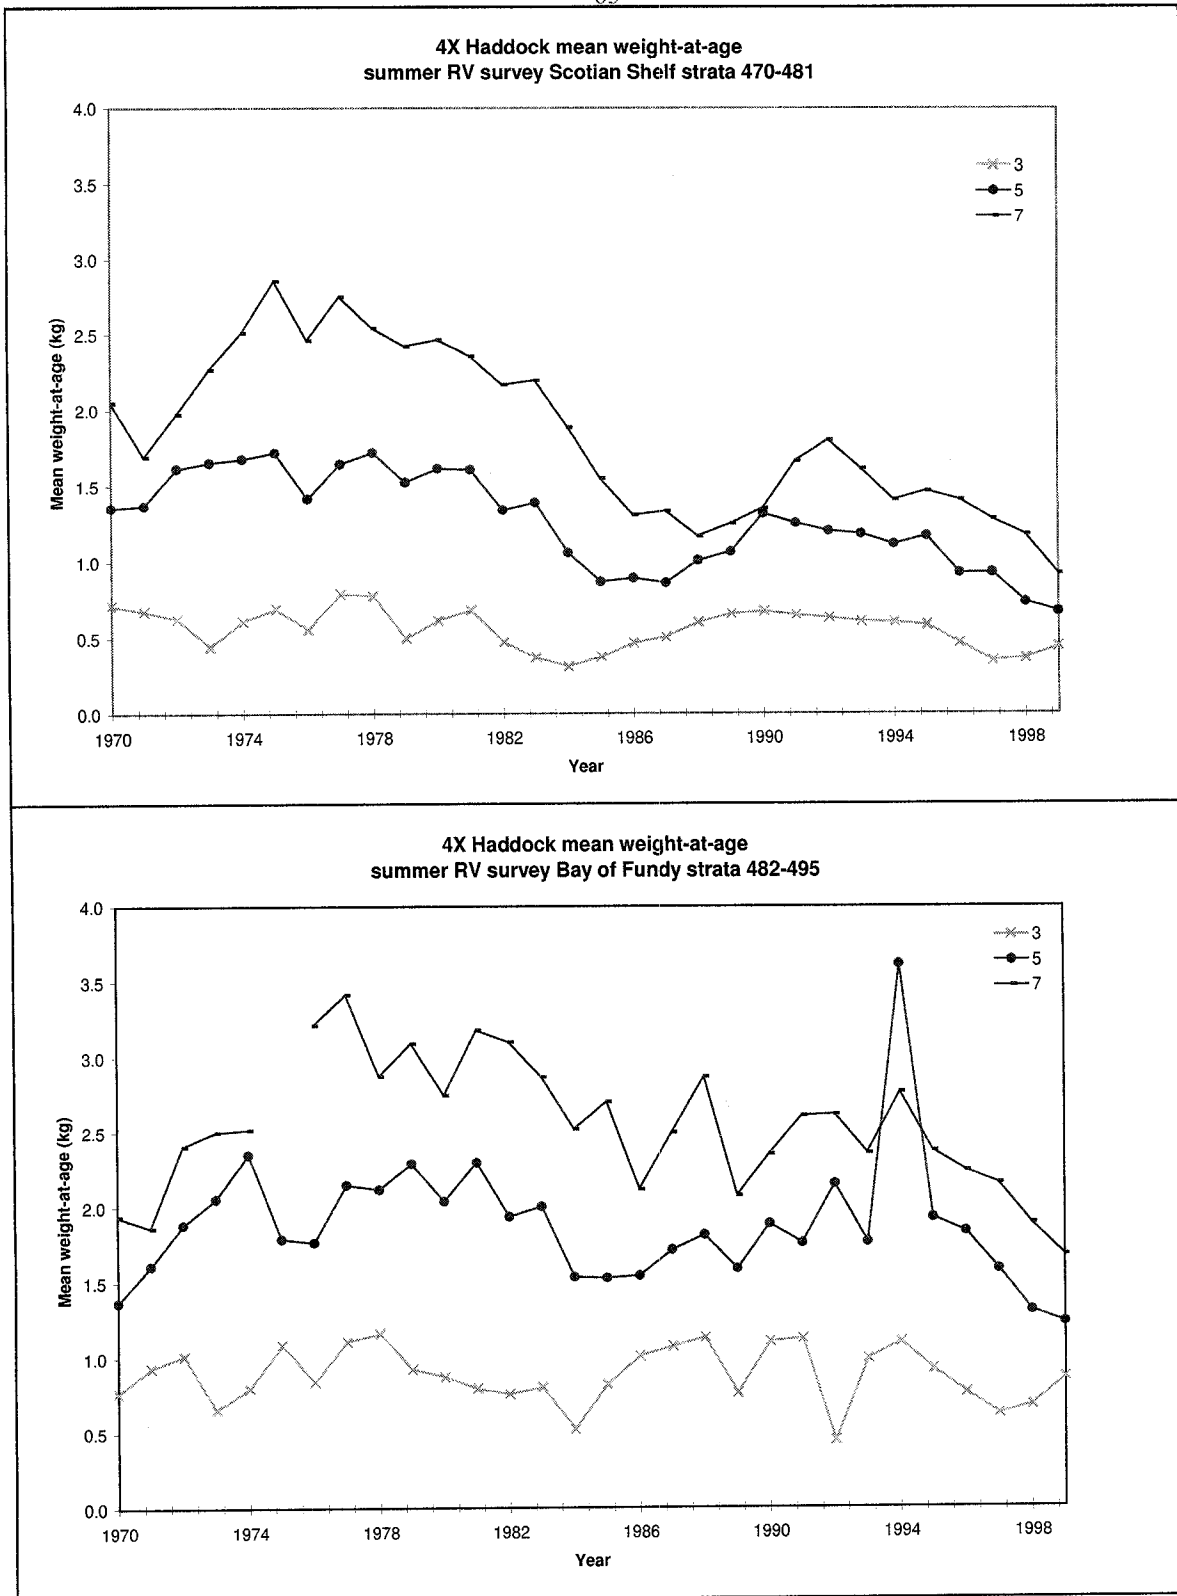 4X Haddock mean weight-at-age
summer RV survey Scotian Shelf strata 470-481
4.0
3.5
3.0
2.5
2.0
1.5
1.0
0.5
0.0
Mean weight-at-age (kg)
3
5
7
1970 1974 1978 1982 1986 1990 1994 1998
Year
4X Haddock mean weight-at-age
summer RV survey Bay of Fundy strata 482-495
4.0
3.5
3.0
2.5
2.0
1.5
1.0
0.5
0.0
Mean weight-at-age (kg)
3
5
7
1970 1974 1978 1982 1986 1990 1994 1998
Year